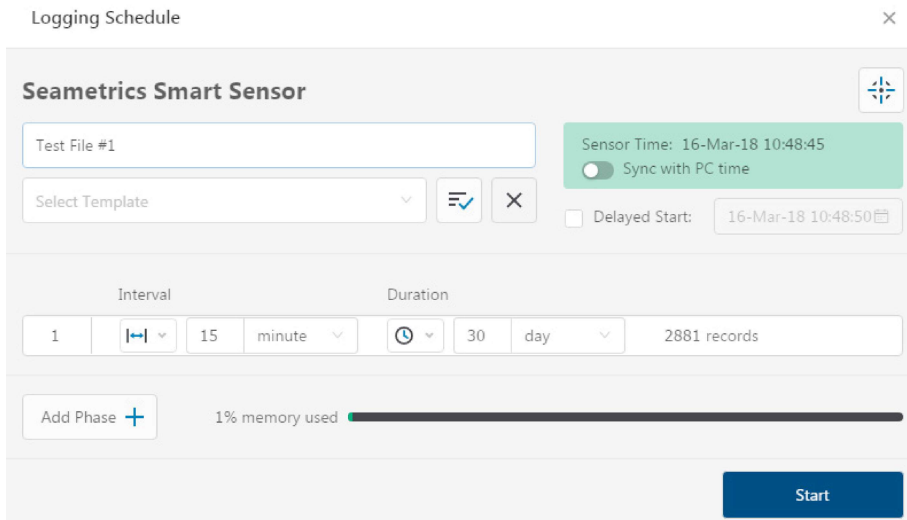 Logging Schedule
Seametrics Smart Sensor
Test File #1
Sensor Time: 16-Mar-18 10:48:45
Sync with PC time
Select Template
Delayed Start: 16-Mar-18 10:48:50
Interval Duration
1 15 minute 30 day 2881 records
Add Phase 1% memory used
Start